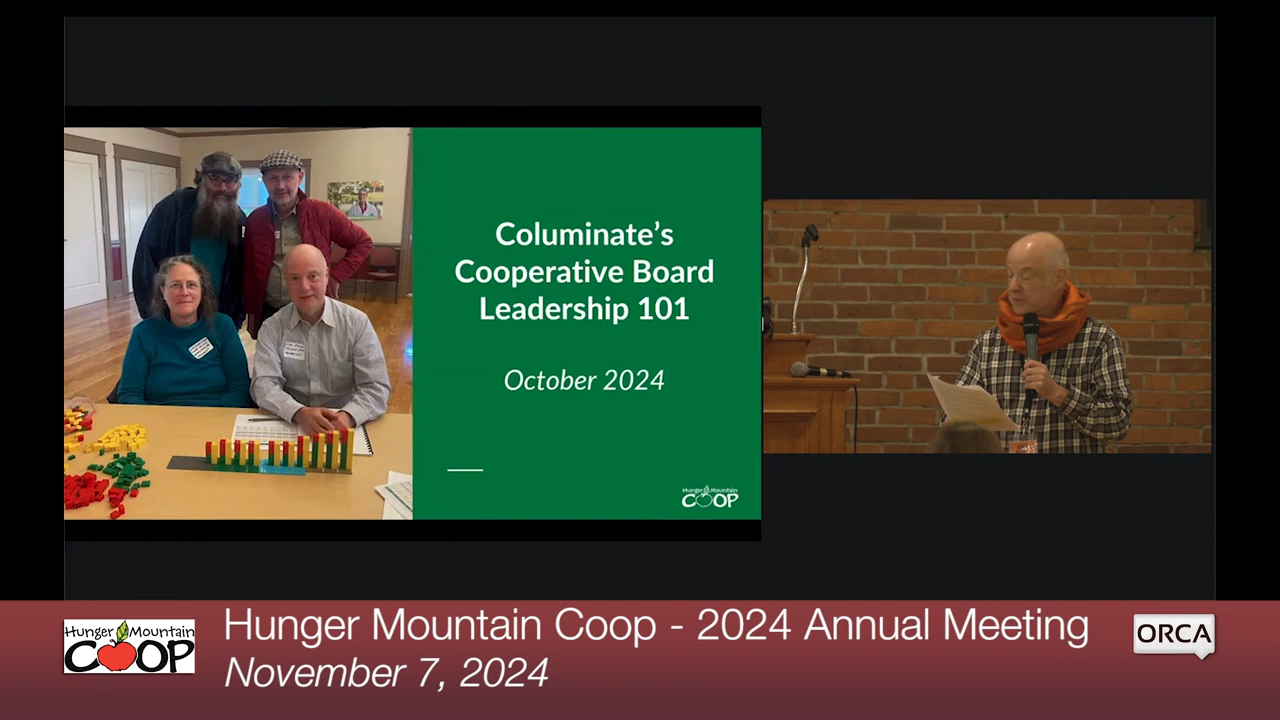 Columinate's
Cooperative Board
Leadership 101
October 2024
Hunger Mountain
COOP
Hunger Mountain
COOP
Hunger Mountain Coop - 2024 Annual Meeting
November 7, 2024
ORCA